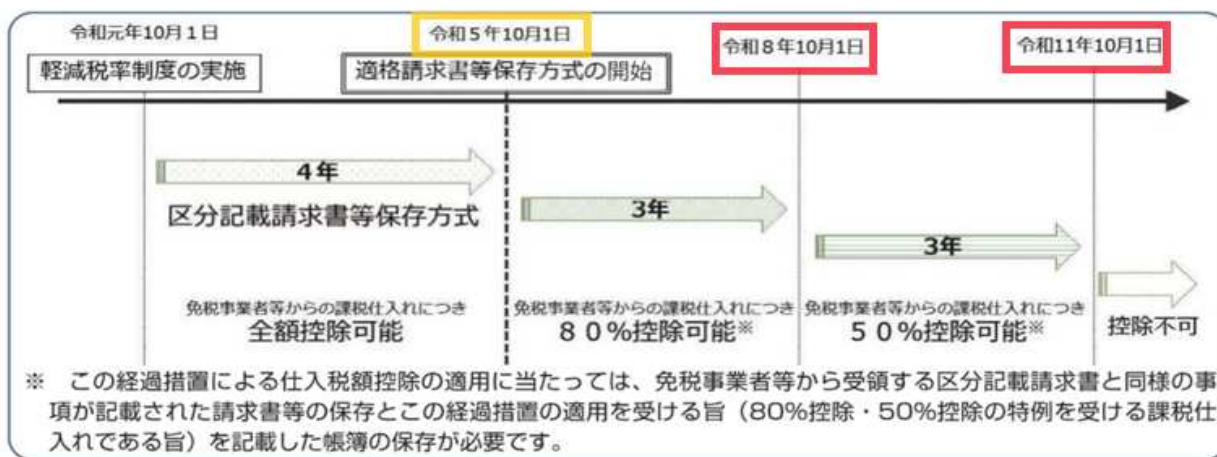 令和元年10月1日
令和5年10月1日
令和8年10月1日
令和11年10月1日
軽減税率制度の実施
適格請求書等保存方式の開始
4年
区分記載請求書等保存方式
3年
3年
免税事業者等からの課税仕入れにつき
全額控除可能
免税事業者等からの課税仕入れにつき
80%控除可能※
免税事業者等からの課税仕入れにつき
50%控除可能※
控除不可
※　この経過措置による仕入税額控除の適用に当たっては、免税事業者等から受領する区分記載請求書と同様の事
項が記載された請求書等の保存とこの経過措置の適用を受ける旨（80%控除・50%控除の特例を受ける課税仕
入れである旨）を記載した帳簿の保存が必要です。